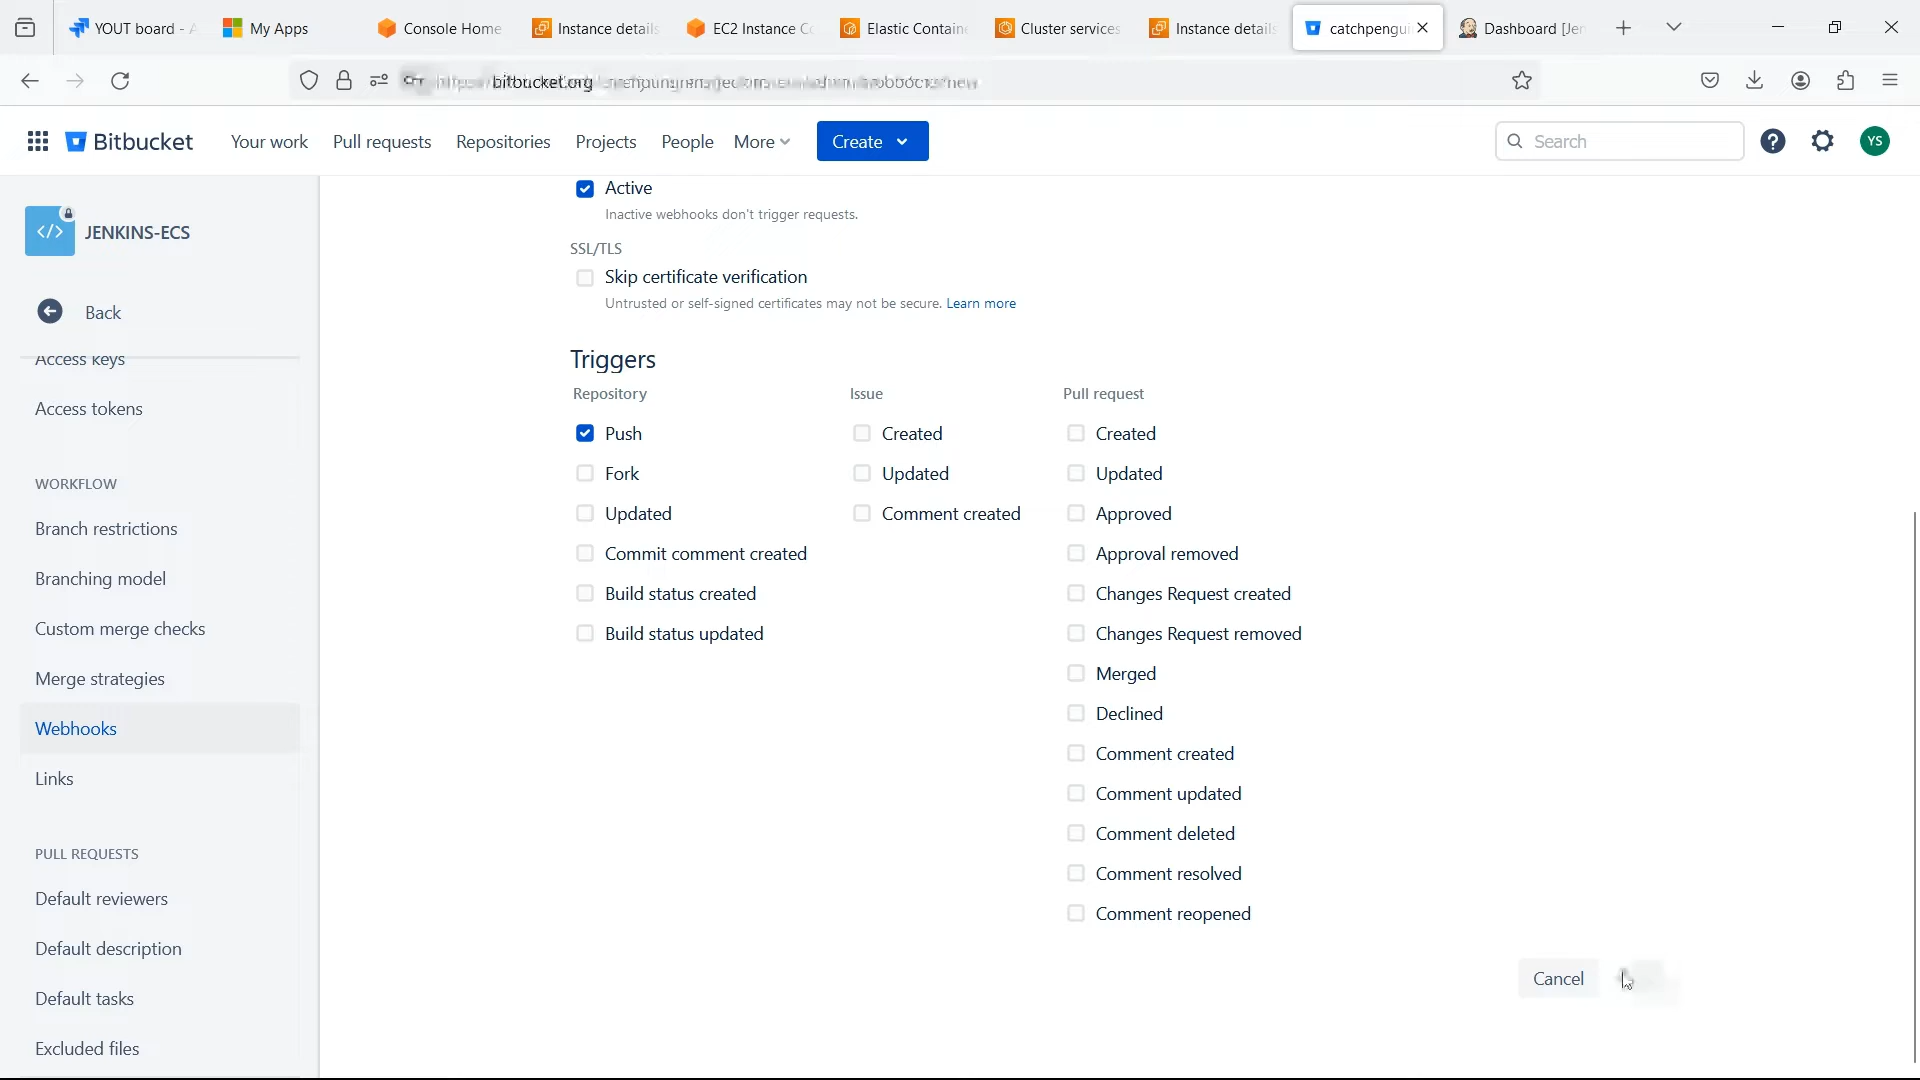 YOUT board - A
My Apps
Console Home
Instance details
EC2 Instance Co
Elastic Containe
Cluster services
Instance details
catchpengui
Dashboard [Jen
bitbucket.org
Bitbucket
Your work
Pull requests
Repositories
Projects
People
More
Create
Search
YS
JENKINS-ECS
Back
Access keys
Access tokens
WORKFLOW
Branch restrictions
Branching model
Custom merge checks
Merge strategies
Webhooks
Links
PULL REQUESTS
Default reviewers
Default description
Default tasks
Excluded files
Active
Inactive webhooks don't trigger requests.
SSL/TLS
Skip certificate verification
Untrusted or self-signed certificates may not be secure. Learn more
Triggers
Repository
Push
Fork
Updated
Commit comment created
Build status created
Build status updated
Issue
Created
Updated
Comment created
Pull request
Created
Updated
Approved
Approval removed
Changes Request created
Changes Request removed
Merged
Declined
Comment created
Comment updated
Comment deleted
Comment resolved
Comment reopened
Cancel